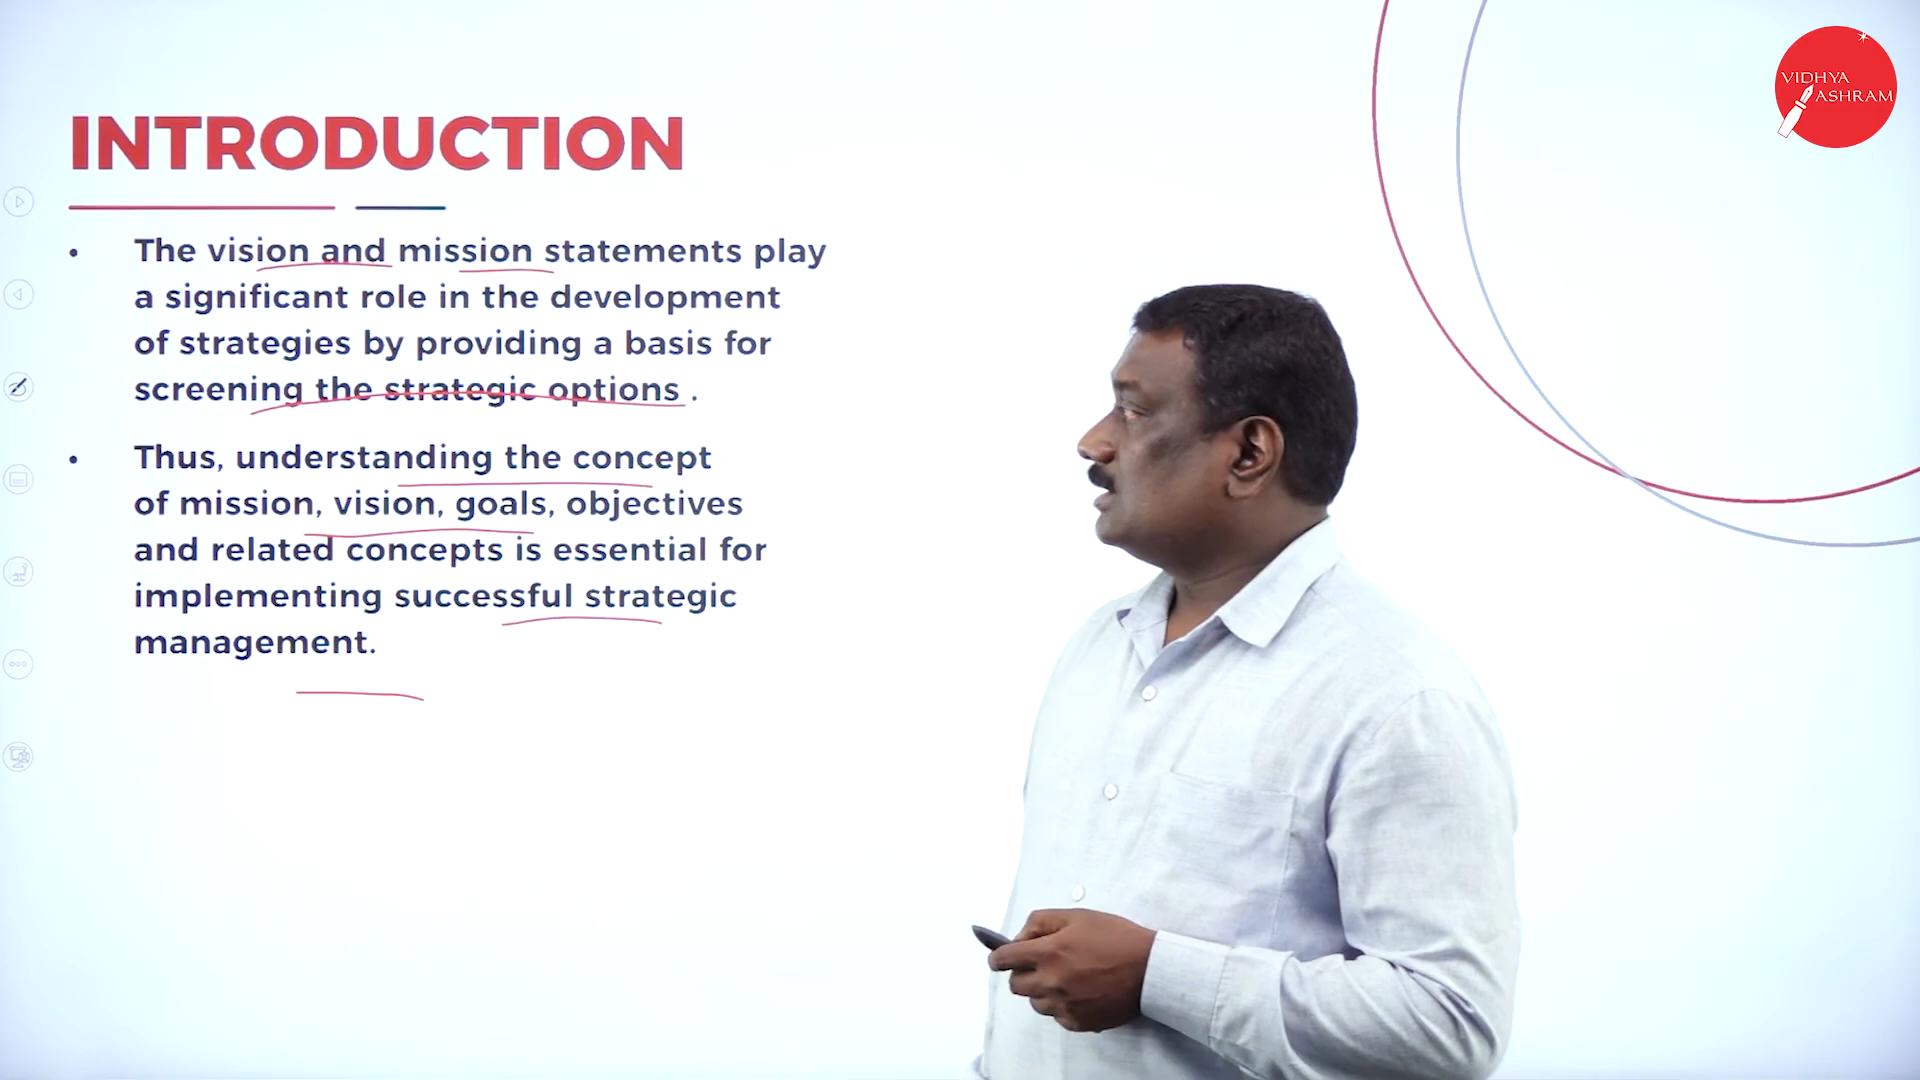 VIDHYA
ASHRAM
INTRODUCTION
• The vision and mission statements play
a significant role in the development
of strategies by providing a basis for
screening the strategic options .
• Thus, understanding the concept
of mission, vision, goals, objectives
and related concepts is essential for
implementing successful strategic
management.